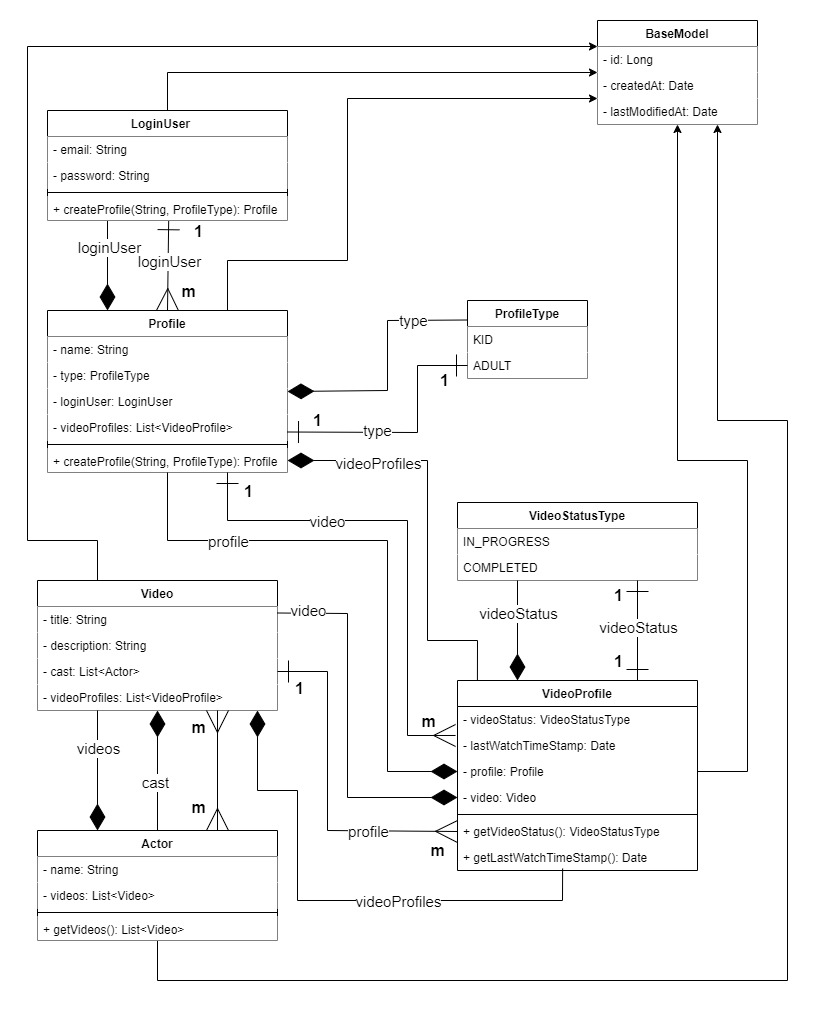 BaseModel
- id: Long
- createdAt: Date
- lastModifiedAt: Date
LoginUser
- email: String
- password: String
+ createProfile(String, ProfileType): Profile
loginUser
1
loginUser
m
Profile
- name: String
- type: ProfileType
- loginUser: LoginUser
- videoProfiles: List<VideoProfile>
+ createProfile(String, ProfileType): Profile
type
ProfileType
KID
ADULT
1
1
type
videoProfiles
1
video
profile
VideoStatusType
IN_PROGRESS
COMPLETED
videoStatus
1
videoStatus
1
Video
- title: String
- description: String
- cast: List<Actor>
- videoProfiles: List<VideoProfile>
video
1
m
VideoProfile
- videoStatus: VideoStatusType
- lastWatchTimeStamp: Date
- profile: Profile
- video: Video
+ getVideoStatus(): VideoStatusType
+ getLastWatchTimeStamp(): Date
m
videos
cast
m
profile
m
videoProfiles
Actor
- name: String
- videos: List<Video>
+ getVideos(): List<Video>